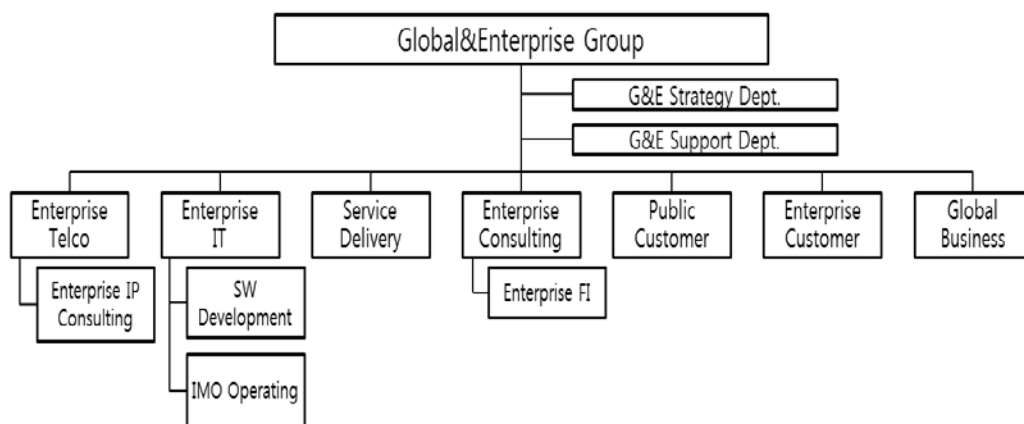 Global&Enterprise Group
G&E Strategy Dept.
G&E Support Dept.
Enterprise
Telco
Enterprise
IT
Service
Delivery
Enterprise
Consulting
Public
Customer
Enterprise
Customer
Global
Business
Enterprise IP
Consulting
SW
Development
Enterprise FI
IMO Operating